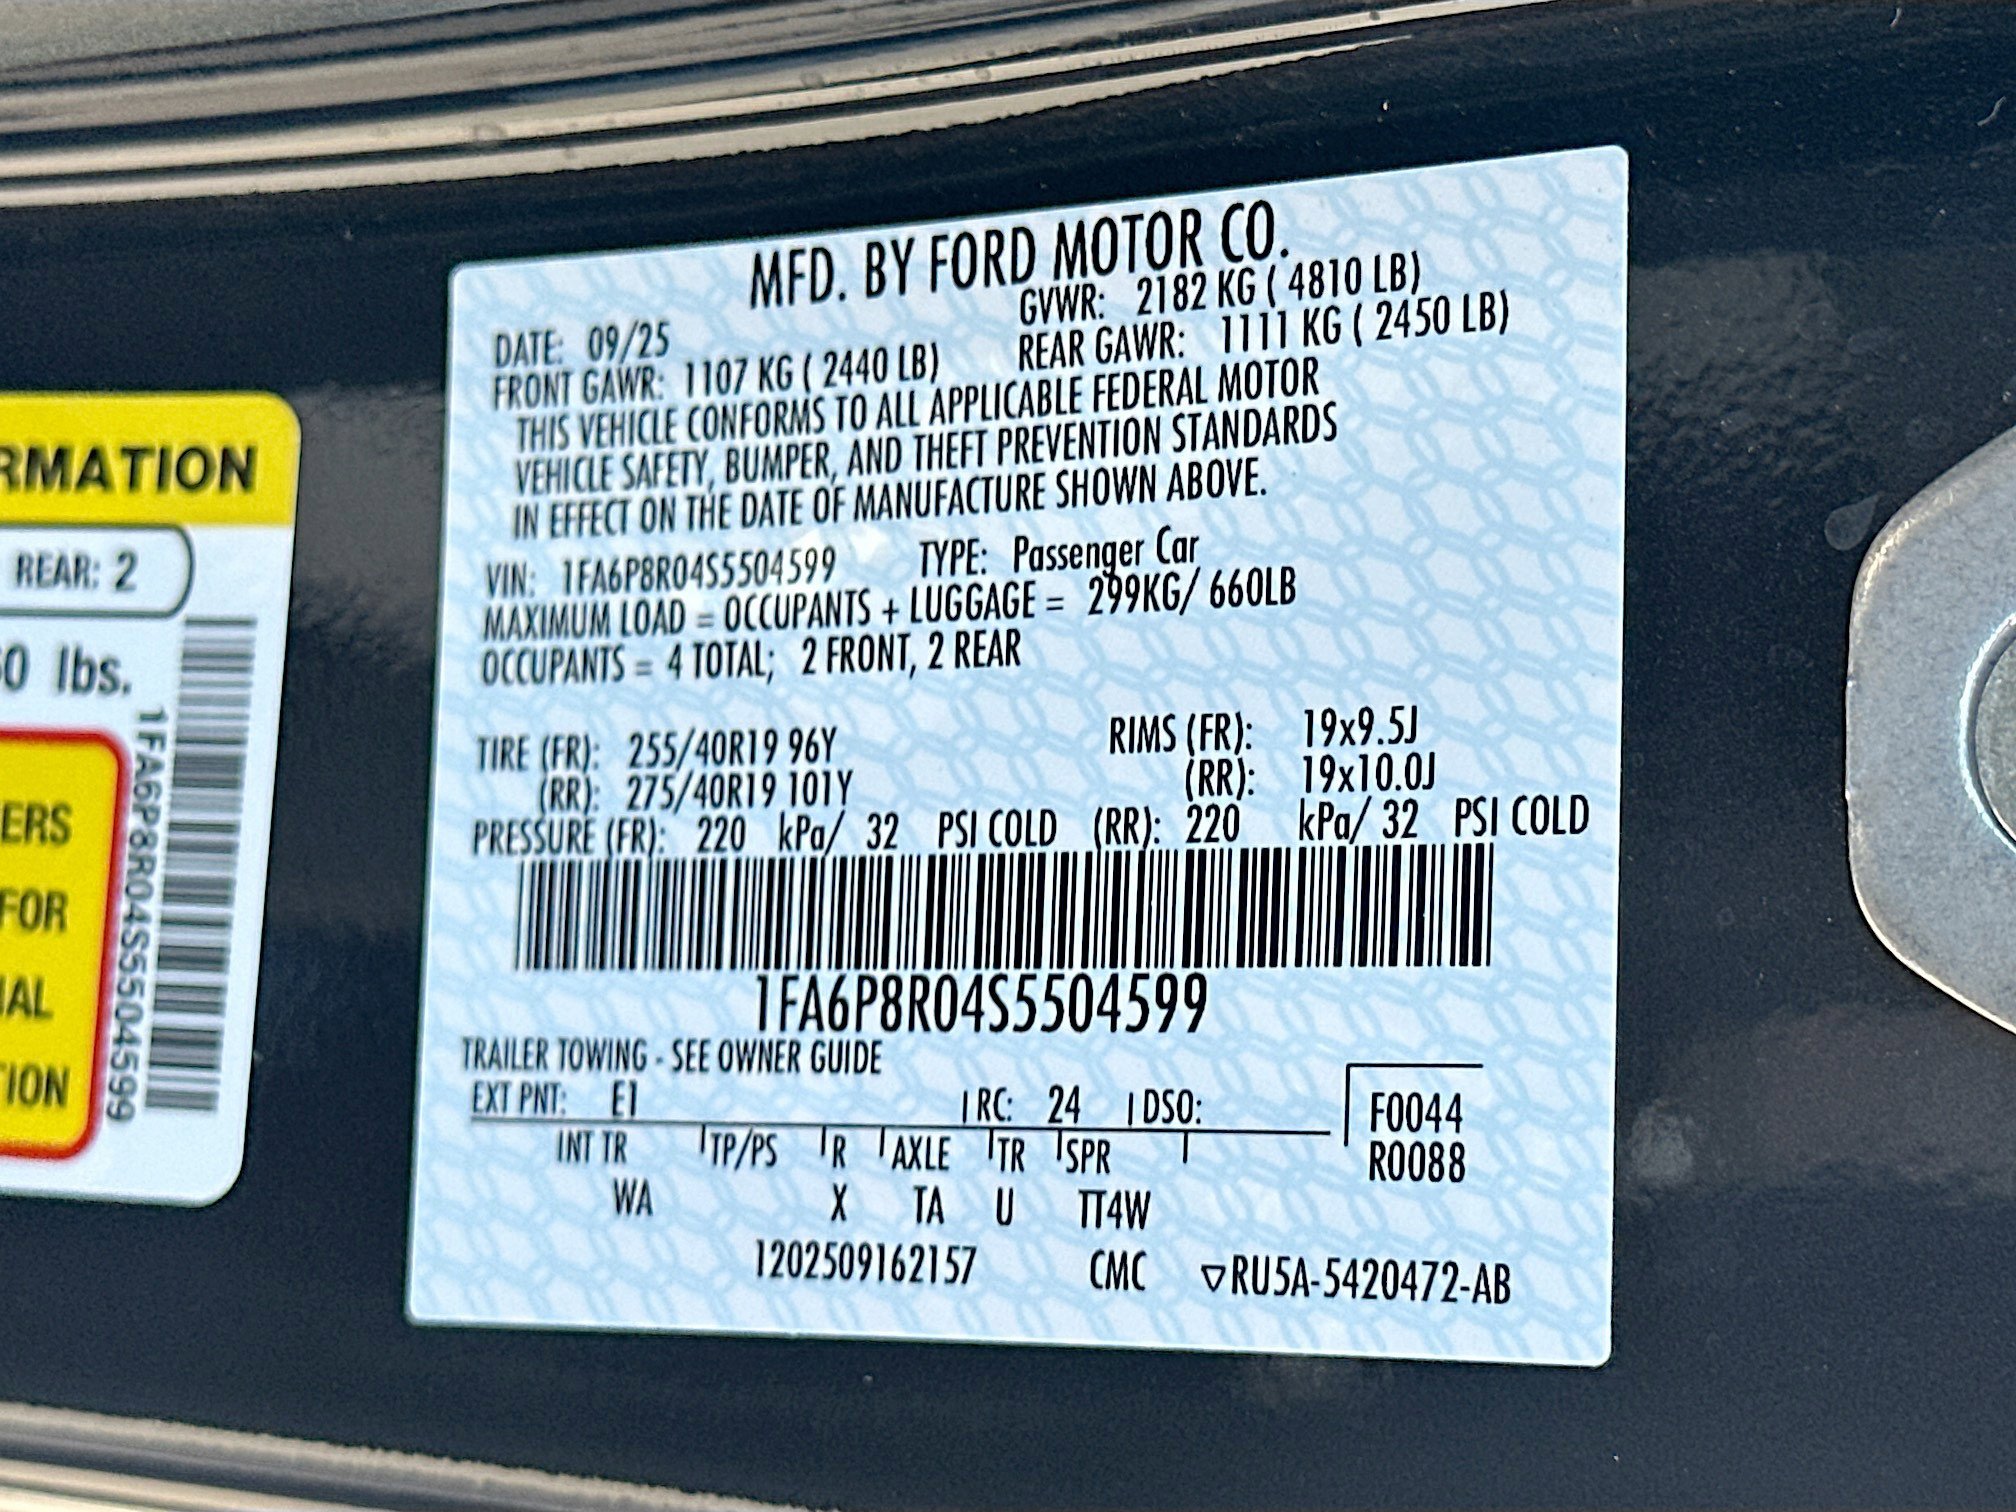 MFD. BY FORD MOTOR CO.
DATE: 09/25 GVWR: 2182 KG ( 4810 LB)
FRONT GAWR: 1107 KG ( 2440 LB) REAR GAWR: 1111 KG ( 2450 LB)
THIS VEHICLE CONFORMS TO ALL APPLICABLE FEDERAL MOTOR
VEHICLE SAFETY, BUMPER, AND THEFT PREVENTION STANDARDS
IN EFFECT ON THE DATE OF MANUFACTURE SHOWN ABOVE.
VIN: 1FA6P8R04S5504599 TYPE: Passenger Car
MAXIMUM LOAD = OCCUPANTS + LUGGAGE = 299KG/ 660LB
OCCUPANTS = 4 TOTAL; 2 FRONT, 2 REAR
TIRE (FR): 255/40R19 96Y RIMS (FR): 19x9.5J
(RR): 275/40R19 101Y (RR): 19x10.0J
PRESSURE (FR): 220 kPa/ 32 PSI COLD (RR): 220 kPa/ 32 PSI COLD
1FA6P8R04S5504599
TRAILER TOWING - SEE OWNER GUIDE
EXT PNT: E1 RC: 24 DSO: F0044
INT TR TP/PS R AXLE TR SPR R0088
WA X TA U TT4W
1202509162157 CMC ▽RU5A-5420472-AB
RMATION
REAR: 2
0 lbs.
ERS
FOR
IAL
TION
1FA6P8R04S5504599